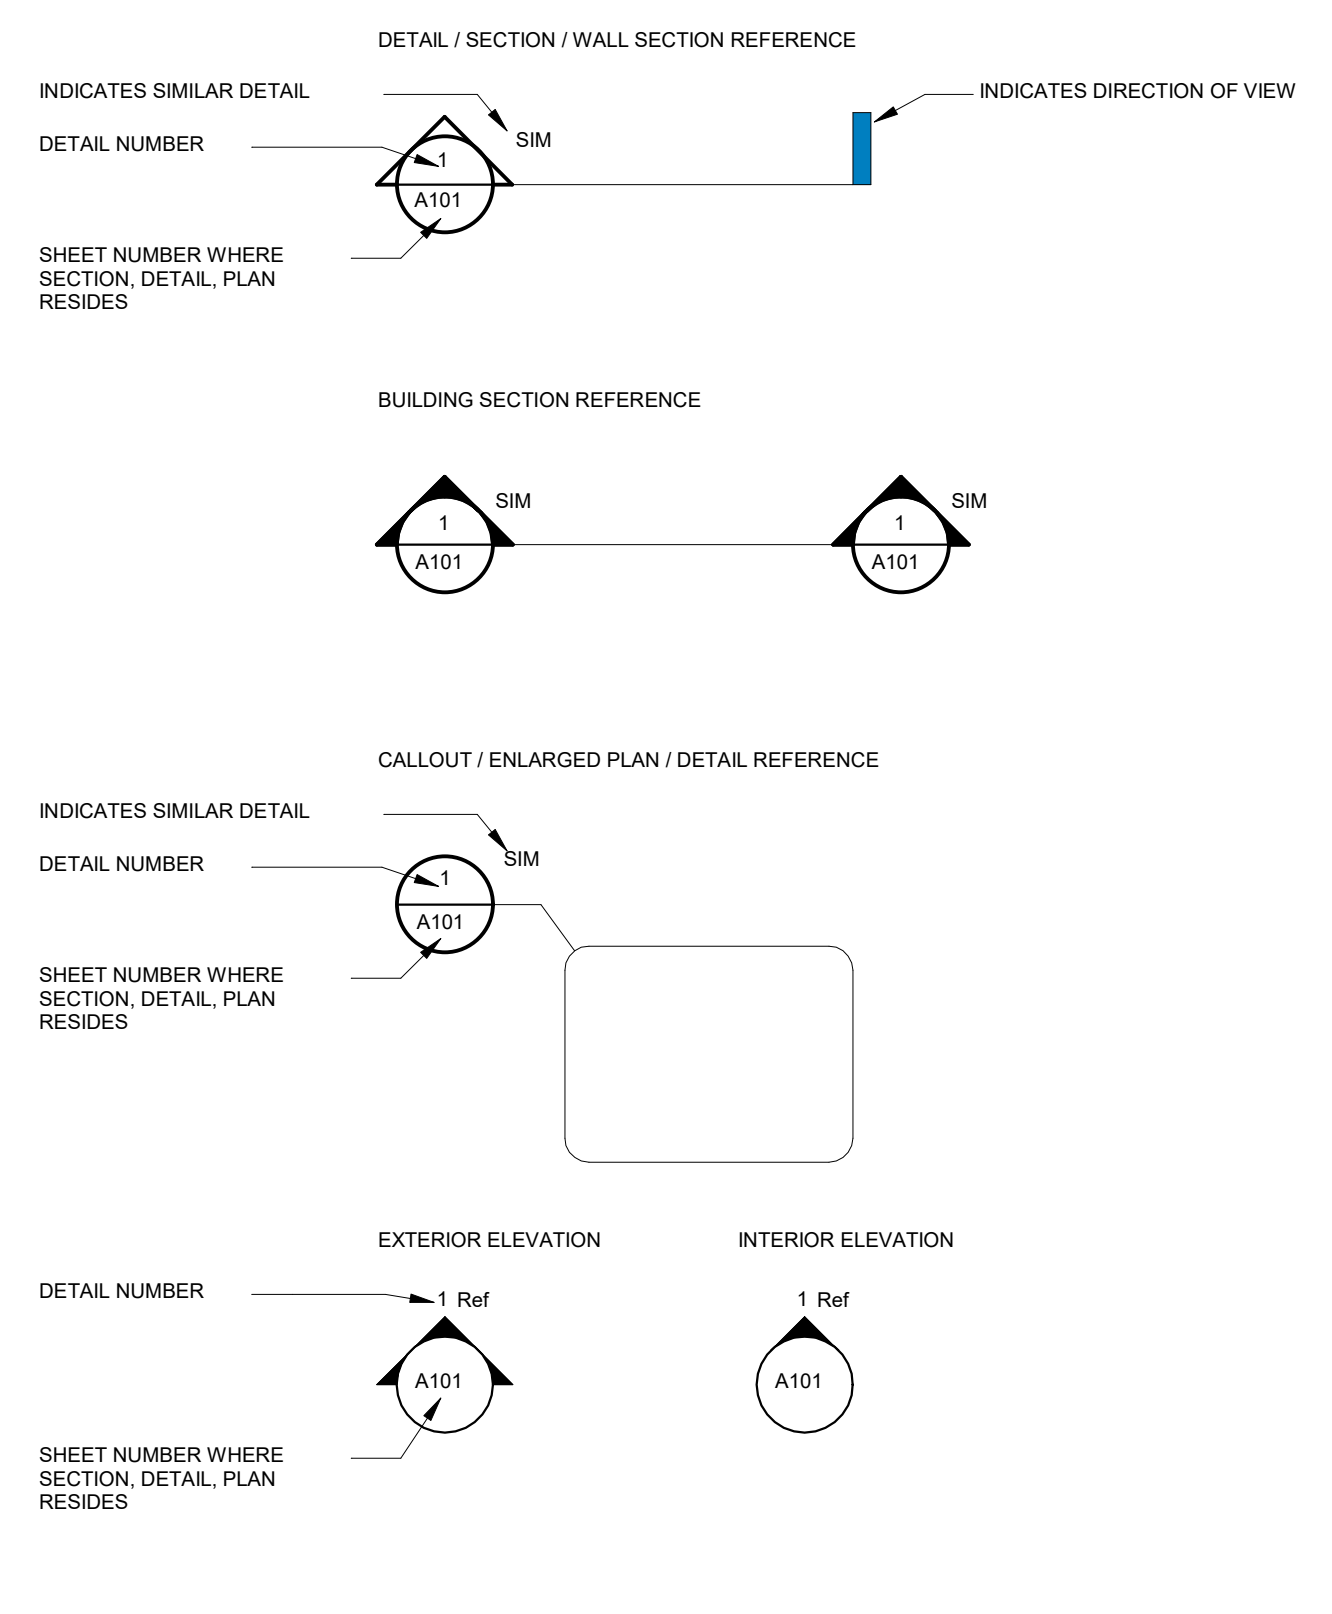 DETAIL / SECTION / WALL SECTION REFERENCE
INDICATES SIMILAR DETAIL
INDICATES DIRECTION OF VIEW
DETAIL NUMBER
SIM
1
A101
SHEET NUMBER WHERE
SECTION, DETAIL, PLAN
RESIDES
BUILDING SECTION REFERENCE
SIM
1
A101
SIM
1
A101
CALLOUT / ENLARGED PLAN / DETAIL REFERENCE
INDICATES SIMILAR DETAIL
DETAIL NUMBER
SIM
1
A101
SHEET NUMBER WHERE
SECTION, DETAIL, PLAN
RESIDES
EXTERIOR ELEVATION
INTERIOR ELEVATION
DETAIL NUMBER
1 Ref
A101
1 Ref
A101
SHEET NUMBER WHERE
SECTION, DETAIL, PLAN
RESIDES